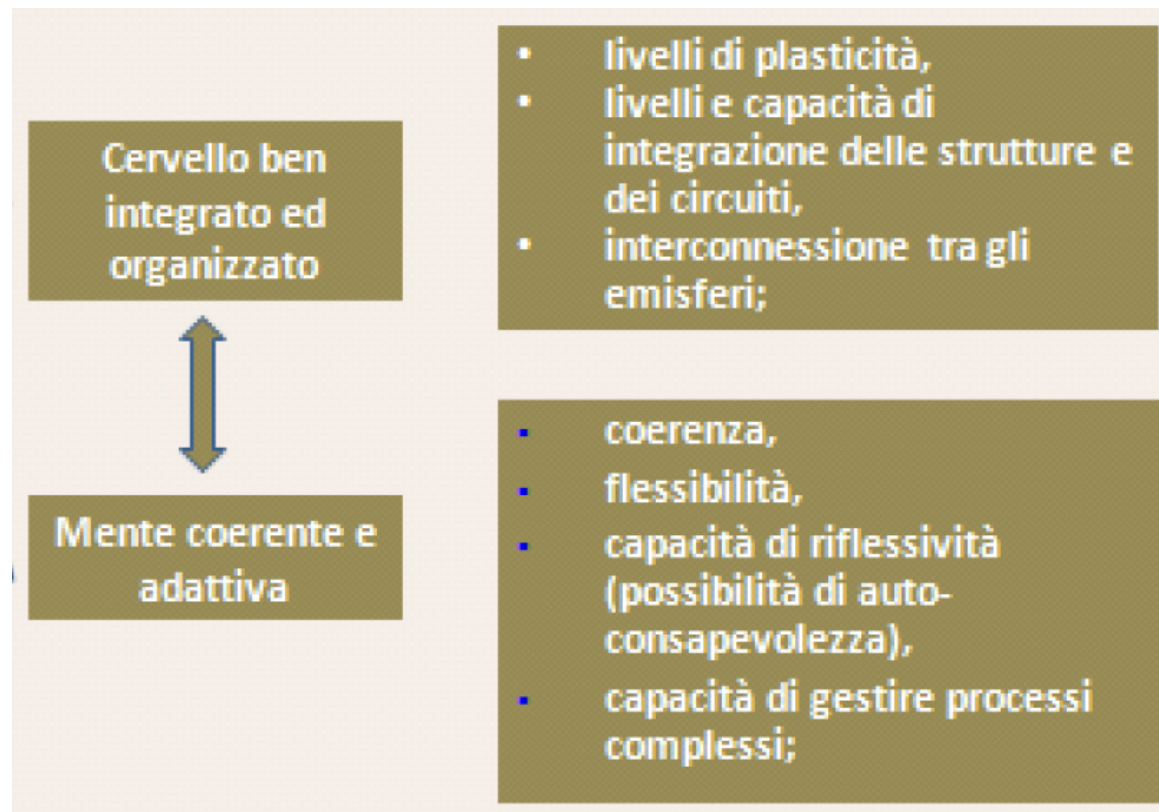 Cervello ben
integrato ed
organizzato
• livelli di plasticità,
• livelli e capacità di
integrazione delle strutture e
dei circuiti,
• interconnessione tra gli
emisferi;
Mente coerente e
adattiva
▪ coerenza,
▪ flessibilità,
▪ capacità di riflessività
(possibilità di auto-
consapevolezza),
▪ capacità di gestire processi
complessi;